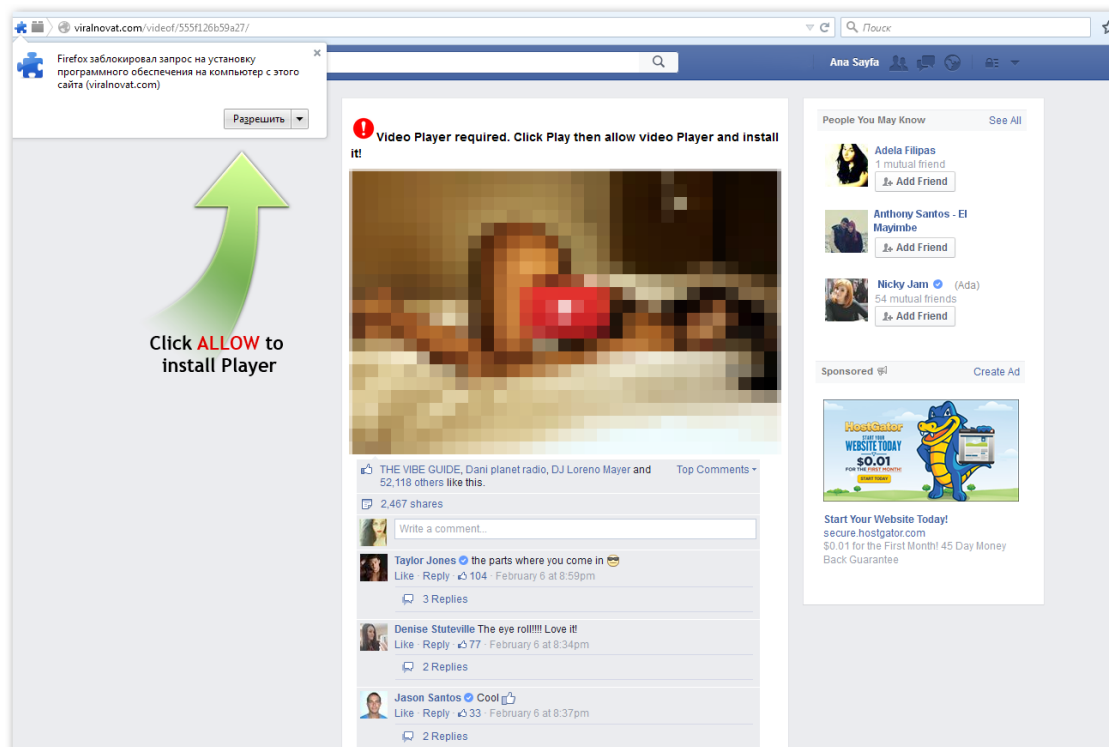 viralnovat.com/videof/555f126b59a27/
Поиск
Firefox заблокировал запрос на установку
программного обеспечения на компьютер с этого
сайта (viralnovat.com)
Разрешить
Ana Sayfa
Click ALLOW to
install Player
Video Player required. Click Play then allow video Player and install
it!
THE VIBE GUIDE, Dani planet radio, DJ Loreno Mayer and
52,118 others like this.
Top Comments
2,467 shares
Write a comment...
Taylor Jones the parts where you come in
Like · Reply · 104 · February 6 at 8:59pm
3 Replies
Denise Stuteville The eye roll!!!! Love it!
Like · Reply · 77 · February 6 at 8:34pm
2 Replies
Jason Santos Cool
Like · Reply · 33 · February 6 at 8:37pm
2 Replies
People You May Know
See All
Adela Filipas
1 mutual friend
Add Friend
Anthony Santos - El
Mayimbe
Add Friend
Nicky Jam (Ada)
54 mutual friends
Add Friend
Sponsored
Create Ad
HostGator
START YOUR
WEBSITE TODAY
$0.01
FOR THE FIRST MONTH!
START TODAY
Start Your Website Today!
secure.hostgator.com
$0.01 for the First Month! 45 Day Money
Back Guarantee